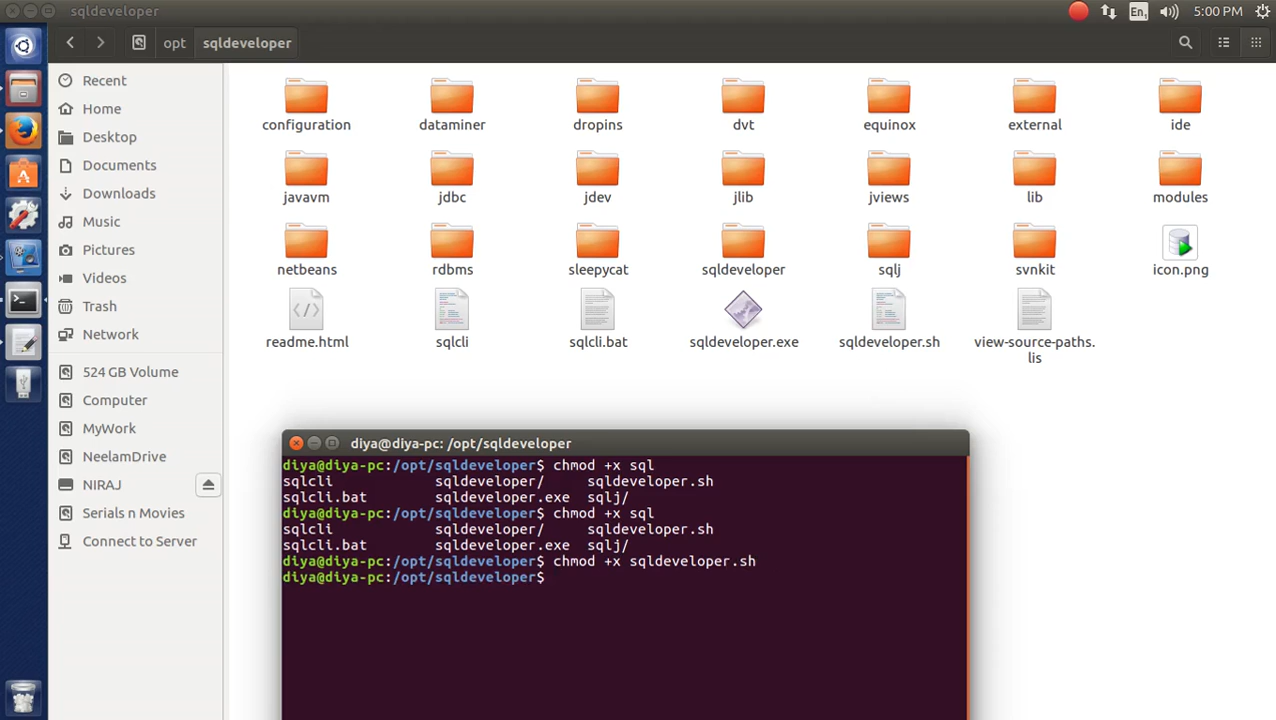 sqldeveloper
En1
5:00 PM
opt
sqldeveloper
Recent
Home
Desktop
Documents
Downloads
Music
Pictures
Videos
Trash
Network
524 GB Volume
Computer
MyWork
NeelamDrive
NIRAJ
Serials n Movies
Connect to Server
configuration
dataminer
dropins
dvt
equinox
external
ide
javavm
jdbc
jdev
jlib
jviews
lib
modules
netbeans
rdbms
sleepycat
sqldeveloper
sqlj
svnkit
icon.png
readme.html
sqlcli
sqlcli.bat
sqldeveloper.exe
sqldeveloper.sh
view-source-paths.
lis
diya@diya-pc: /opt/sqldeveloper
diya@diya-pc:/opt/sqldeveloper$ chmod +x sql
sqlcli sqldeveloper/ sqldeveloper.sh
sqlcli.bat sqldeveloper.exe sqlj/
diya@diya-pc:/opt/sqldeveloper$ chmod +x sql
sqlcli sqldeveloper/ sqldeveloper.sh
sqlcli.bat sqldeveloper.exe sqlj/
diya@diya-pc:/opt/sqldeveloper$ chmod +x sqldeveloper.sh
diya@diya-pc:/opt/sqldeveloper$